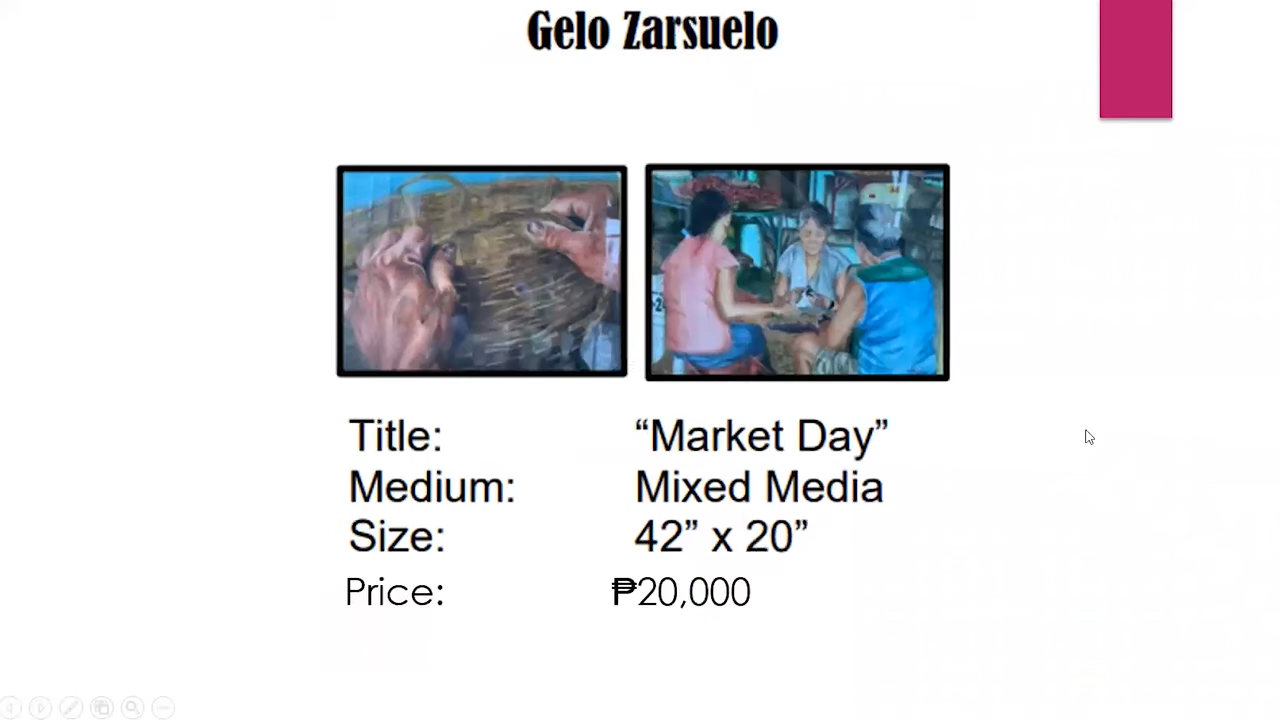 Gelo Zarsuelo
Title: “Market Day”
Medium: Mixed Media
Size: 42” x 20”
Price: ₱20,000